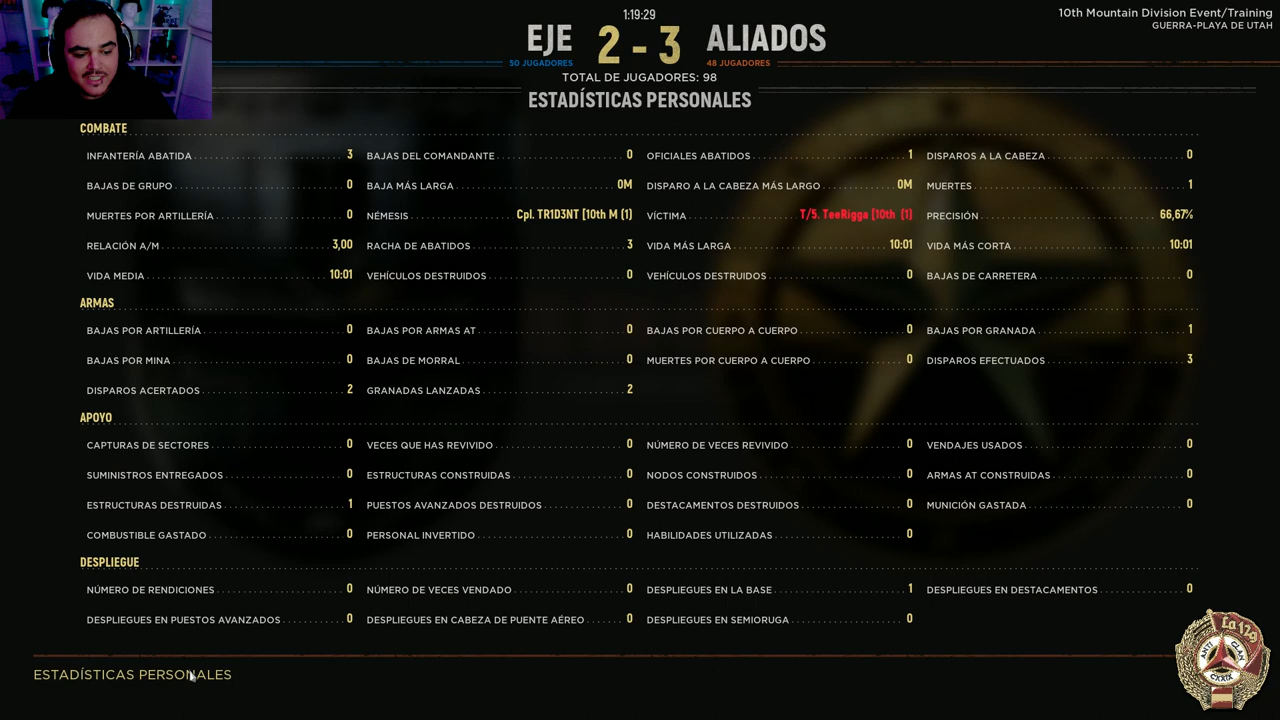 1:19:29
EJE 2 - 3 ALIADOS
50 JUGADORES 48 JUGADORES
TOTAL DE JUGADORES: 98
10th Mountain Division Event/Training
GUERRA-PLAYA DE UTAH
ESTADÍSTICAS PERSONALES
COMBATE
INFANTERÍA ABATIDA 3 BAJAS DEL COMANDANTE 0 OFICIALES ABATIDOS 1 DISPAROS A LA CABEZA 0
BAJAS DE GRUPO 0 BAJA MÁS LARGA 0M DISPARO A LA CABEZA MÁS LARGO 0M MUERTES 1
MUERTES POR ARTILLERÍA 0 NÉMESIS Cpl. TR1D3NT [10th M (1) VÍCTIMA T/5. TeeRigga [10th (1) PRECISIÓN 66,67%
RELACIÓN A/M 3,00 RACHA DE ABATIDOS 3 VIDA MÁS LARGA 10:01 VIDA MÁS CORTA 10:01
VIDA MEDIA 10:01 VEHÍCULOS DESTRUIDOS 0 VEHÍCULOS DESTRUIDOS 0 BAJAS DE CARRETERA 0
ARMAS
BAJAS POR ARTILLERÍA 0 BAJAS POR ARMAS AT 0 BAJAS POR CUERPO A CUERPO 0 BAJAS POR GRANADA 1
BAJAS POR MINA 0 BAJAS DE MORRAL 0 MUERTES POR CUERPO A CUERPO 0 DISPAROS EFECTUADOS 3
DISPAROS ACERTADOS 2 GRANADAS LANZADAS 2
APOYO
CAPTURAS DE SECTORES 0 VECES QUE HAS REVIVIDO 0 NÚMERO DE VECES REVIVIDO 0 VENDAJES USADOS 0
SUMINISTROS ENTREGADOS 0 ESTRUCTURAS CONSTRUIDAS 0 NODOS CONSTRUIDOS 0 ARMAS AT CONSTRUIDAS 0
ESTRUCTURAS DESTRUIDAS 1 PUESTOS AVANZADOS DESTRUIDOS 0 DESTACAMENTOS DESTRUIDOS 0 MUNICIÓN GASTADA 0
COMBUSTIBLE GASTADO 0 PERSONAL INVERTIDO 0 HABILIDADES UTILIZADAS 0
DESPLIEGUE
NÚMERO DE RENDICIONES 0 NÚMERO DE VECES VENDADO 0 DESPLIEGUES EN LA BASE 1 DESPLIEGUES EN DESTACAMENTOS 0
DESPLIEGUES EN PUESTOS AVANZADOS 0 DESPLIEGUES EN CABEZA DE PUENTE AÉREO 0 DESPLIEGUES EN SEMIORUGA 0
ESTADÍSTICAS PERSONALES
La 129
ANTI CLAN
CXXIX